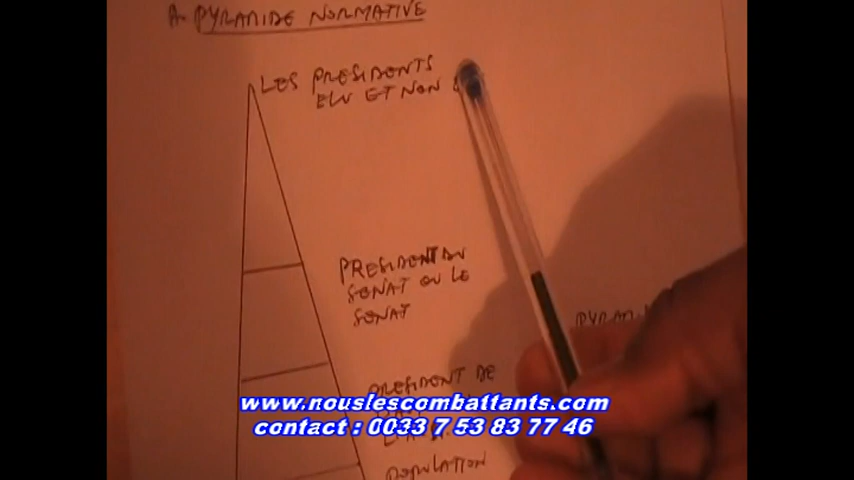 A. PYRAMIDE NORMATIVE
LES PRESIDENTS
ELU ET NON
PRESIDENT DU
SENAT OU LE
SENAT
PRESIDENT DE
www.nouslescombattants.com
contact : 0033 7 53 83 77 46
POPULATION